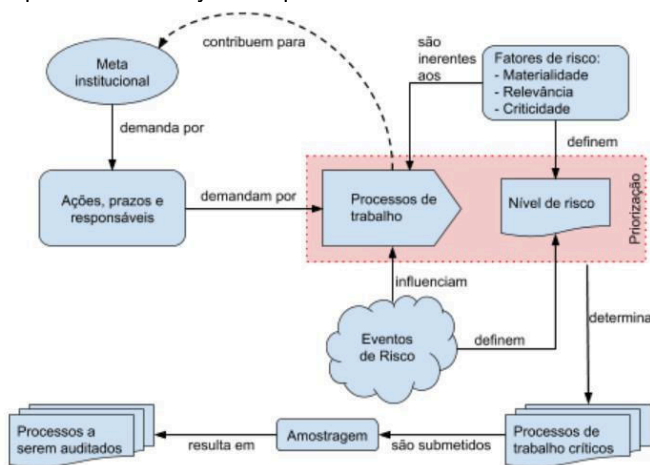 contribuem para
são
inerentes
aos
Fatores de risco:
- Materialidade
- Relevância
- Criticidade
Meta
institucional
demanda por
definem
Ações, prazos e
responsáveis
demandam por
Processos de
trabalho
Nível de risco
Priorização
influenciam
Eventos
de Risco
definem
determina
Processos a
serem auditados
resulta em
Amostragem
são submetidos
Processos de
trabalho críticos